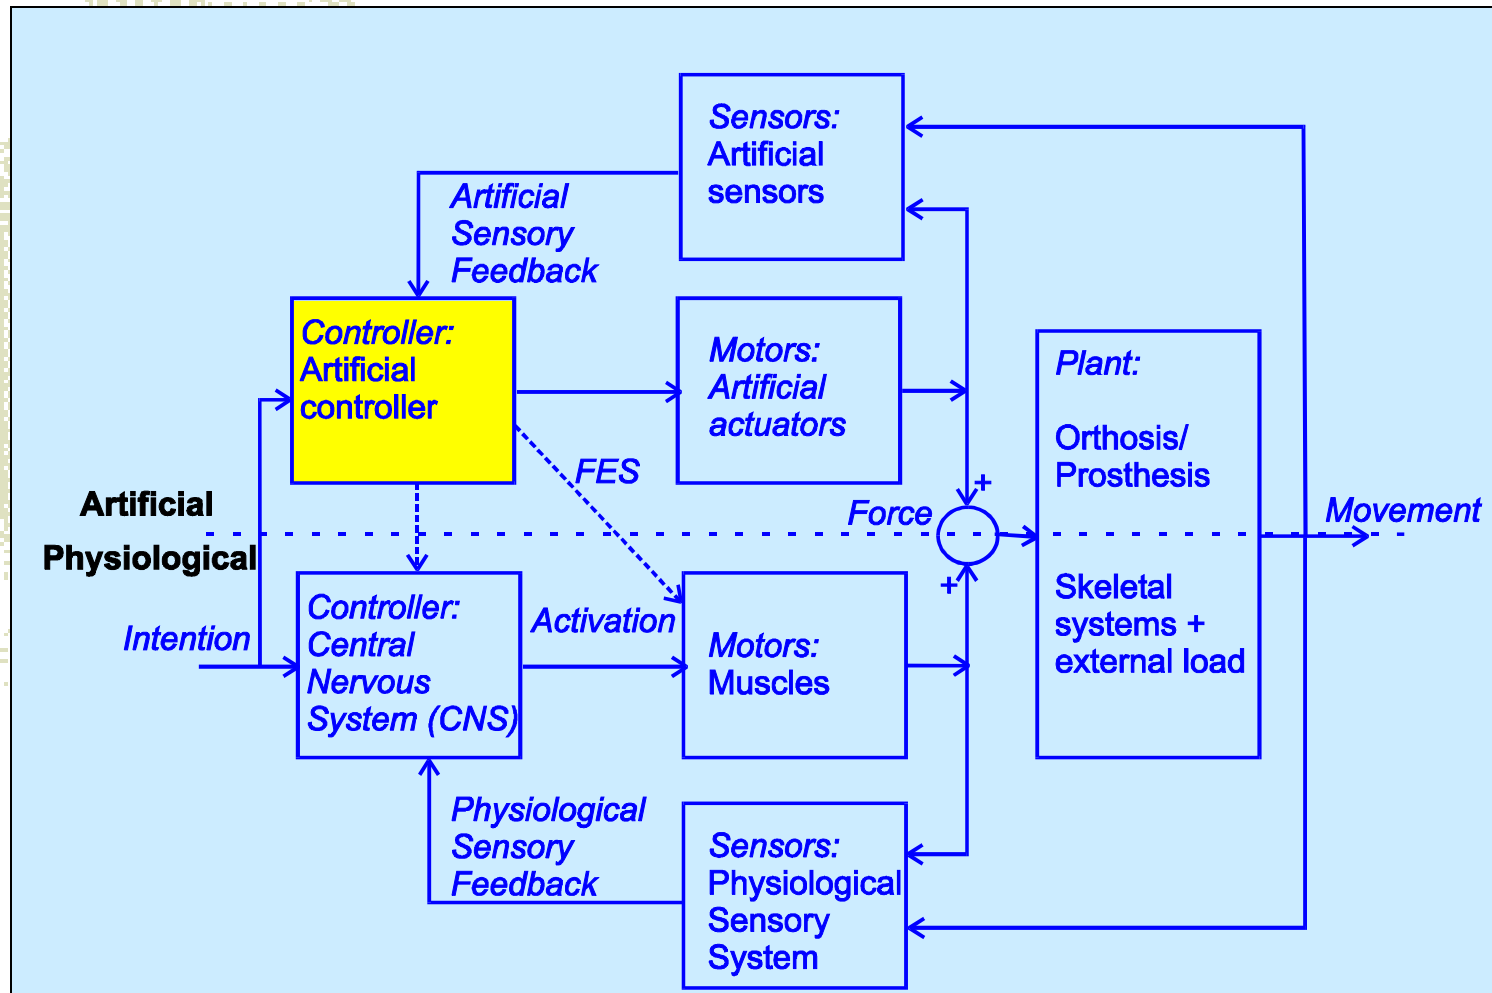 Sensors:
Artificial
sensors
Artificial
Sensory
Feedback
Controller:
Artificial
controller
Motors:
Artificial
actuators
Plant:
Orthosis/
Prosthesis
Skeletal
systems +
external load
FES
Artificial
Physiological
Force
+
+
Movement
Intention
Controller:
Central
Nervous
System (CNS)
Activation
Motors:
Muscles
Physiological
Sensory
Feedback
Sensors:
Physiological
Sensory
System